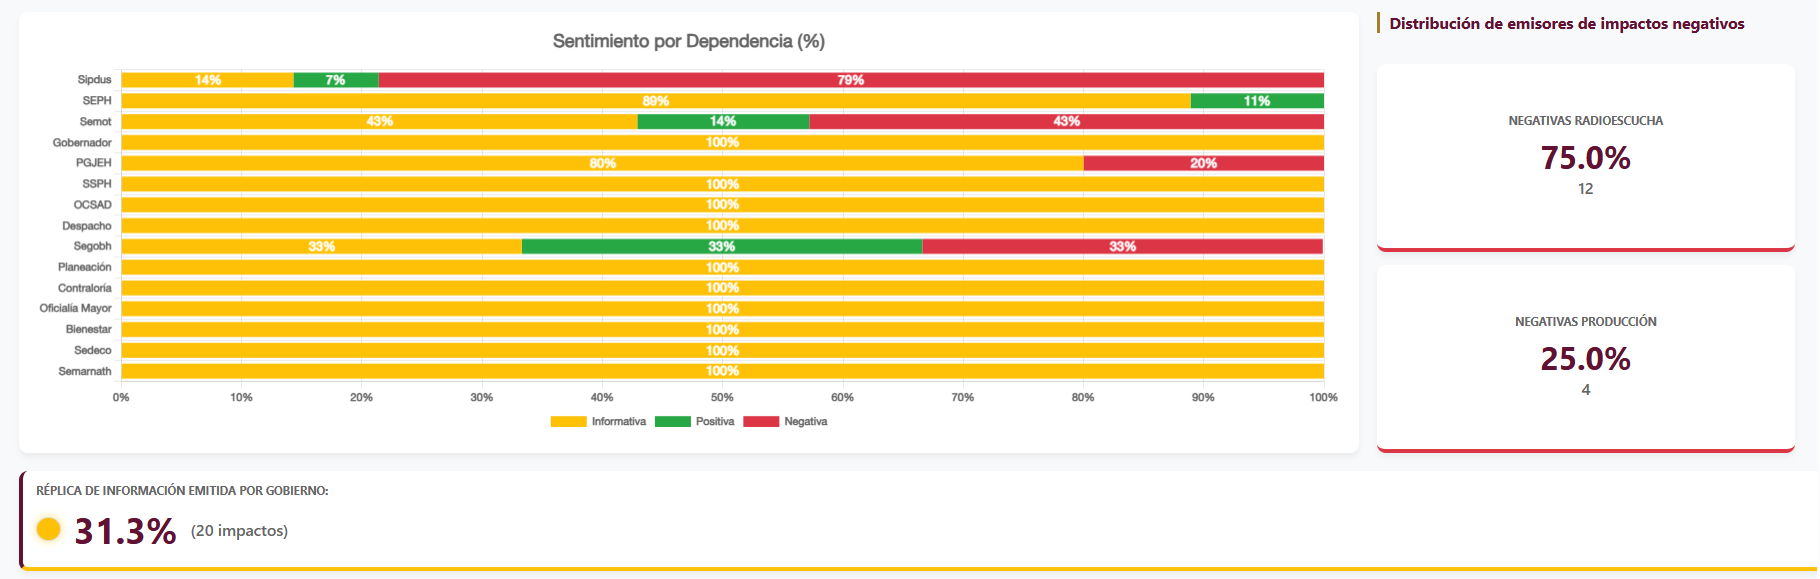 Sentimiento por Dependencia (%)
Sipdus 14% 7% 79%
SEPH 89% 11%
Semot 43% 14% 43%
Gobernador 100%
PGJEH 80% 20%
SSPH 100%
OCSAD 100%
Despacho 100%
Segobh 33% 33% 33%
Planeación 100%
Contraloría 100%
Oficialía Mayor 100%
Bienestar 100%
Sedeco 100%
Semarnath 100%
0% 10% 20% 30% 40% 50% 60% 70% 80% 90% 100%
Informativa Positiva Negativa
Distribución de emisores de impactos negativos
NEGATIVAS RADIOESCUCHA
75.0%
12
NEGATIVAS PRODUCCIÓN
25.0%
4
RÉPLICA DE INFORMACIÓN EMITIDA POR GOBIERNO:
31.3% (20 impactos)